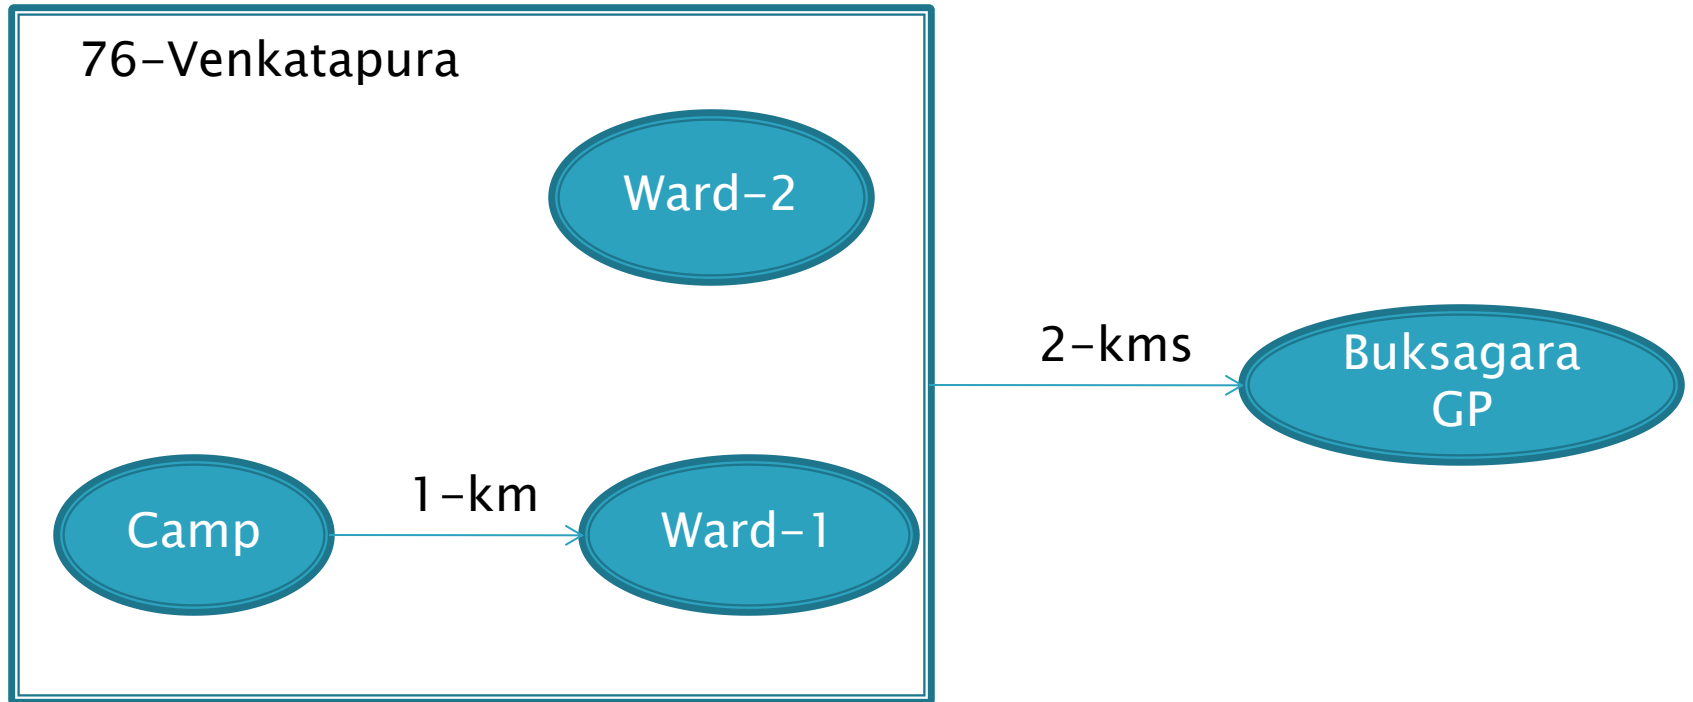 76-Venkatapura
Ward-2
2-kms
Buksagara
GP
1-km
Camp
Ward-1